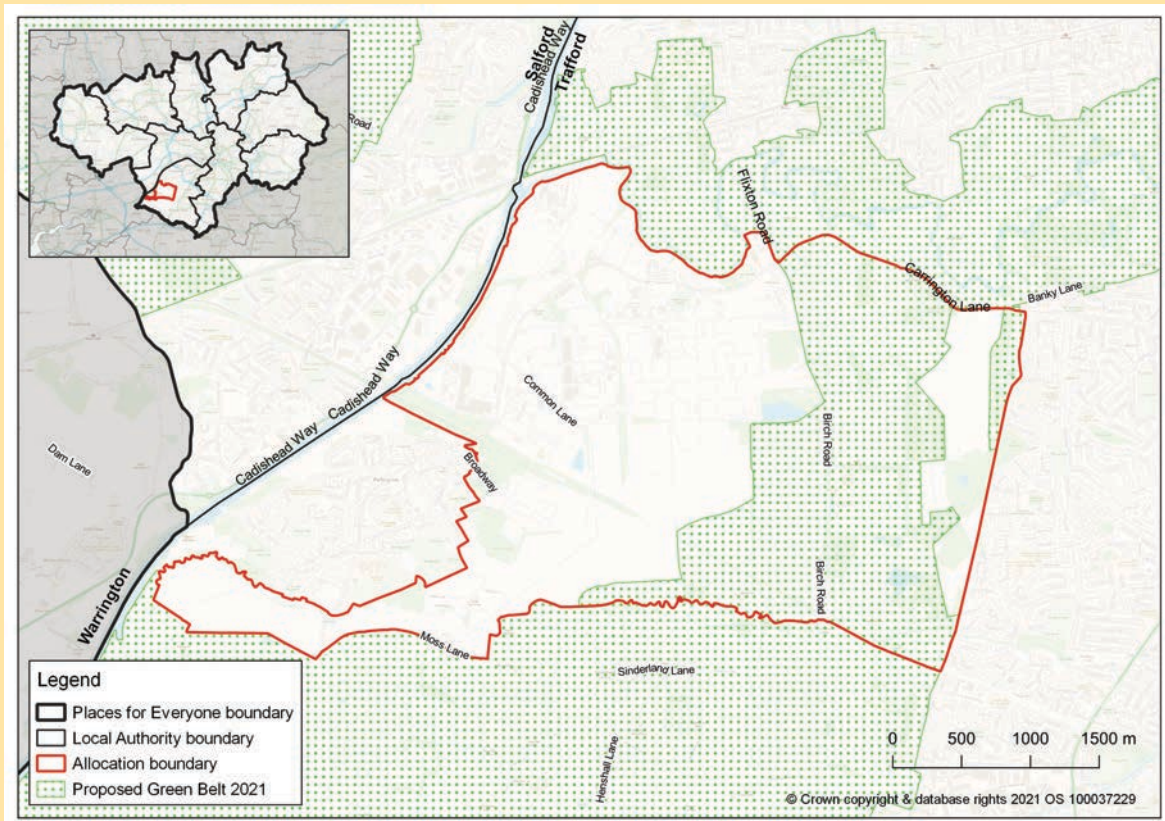 Salford
Cadishead Way
Trafford
Road
Flixton Road
Carrington Lane
Banky Lane
Cadishead Way
Common Lane
Cadishead Way
Birch Road
Dam Lane
Broadway
Birch Road
Warrington
Moss Lane
Sinderland Lane
Henshall Lane
Legend
Places for Everyone boundary
Local Authority boundary
Allocation boundary
Proposed Green Belt 2021
0 500 1000 1500 m
© Crown copyright & database rights 2021 OS 100037229